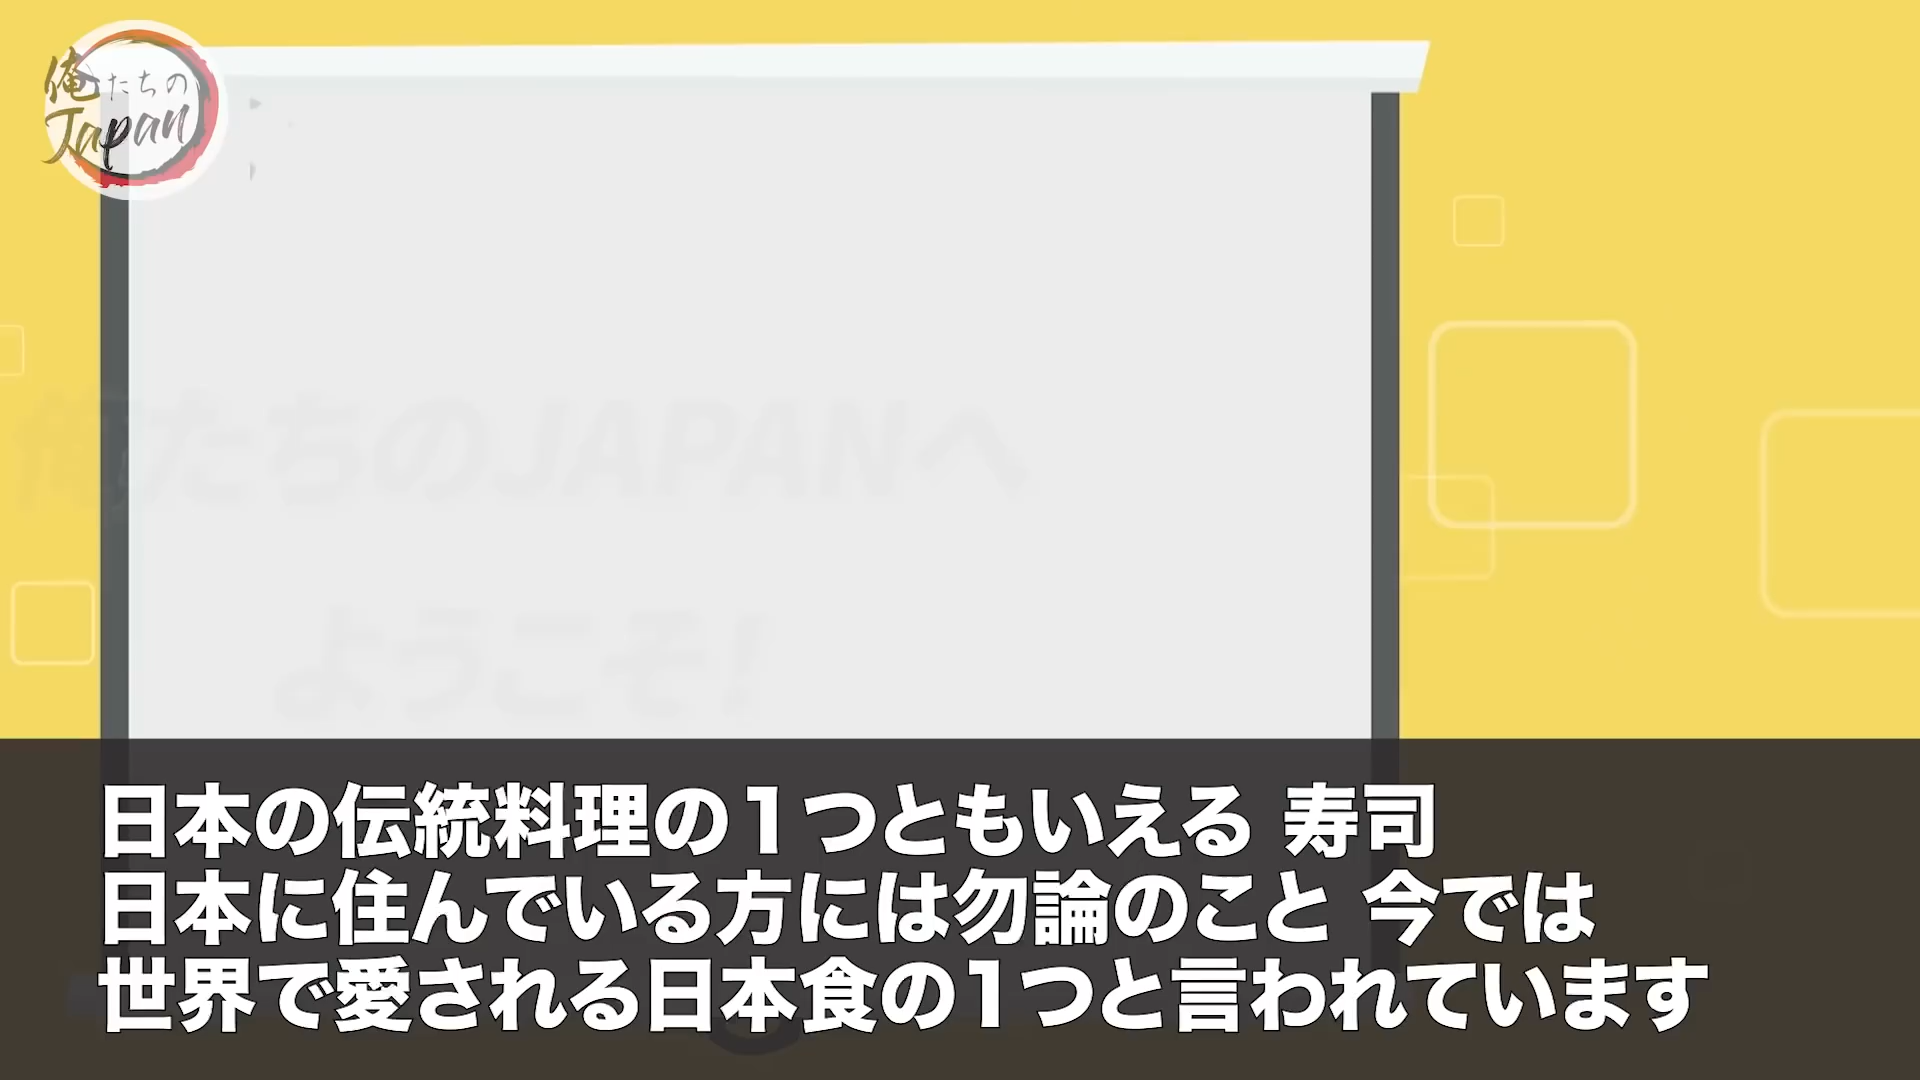 俺たちの
Japan
俺たちのJAPANへ
ようこそ!
日本の伝統料理の1つともいえる 寿司
日本に住んでいる方には勿論のこと 今では
世界で愛される日本食の1つと言われています